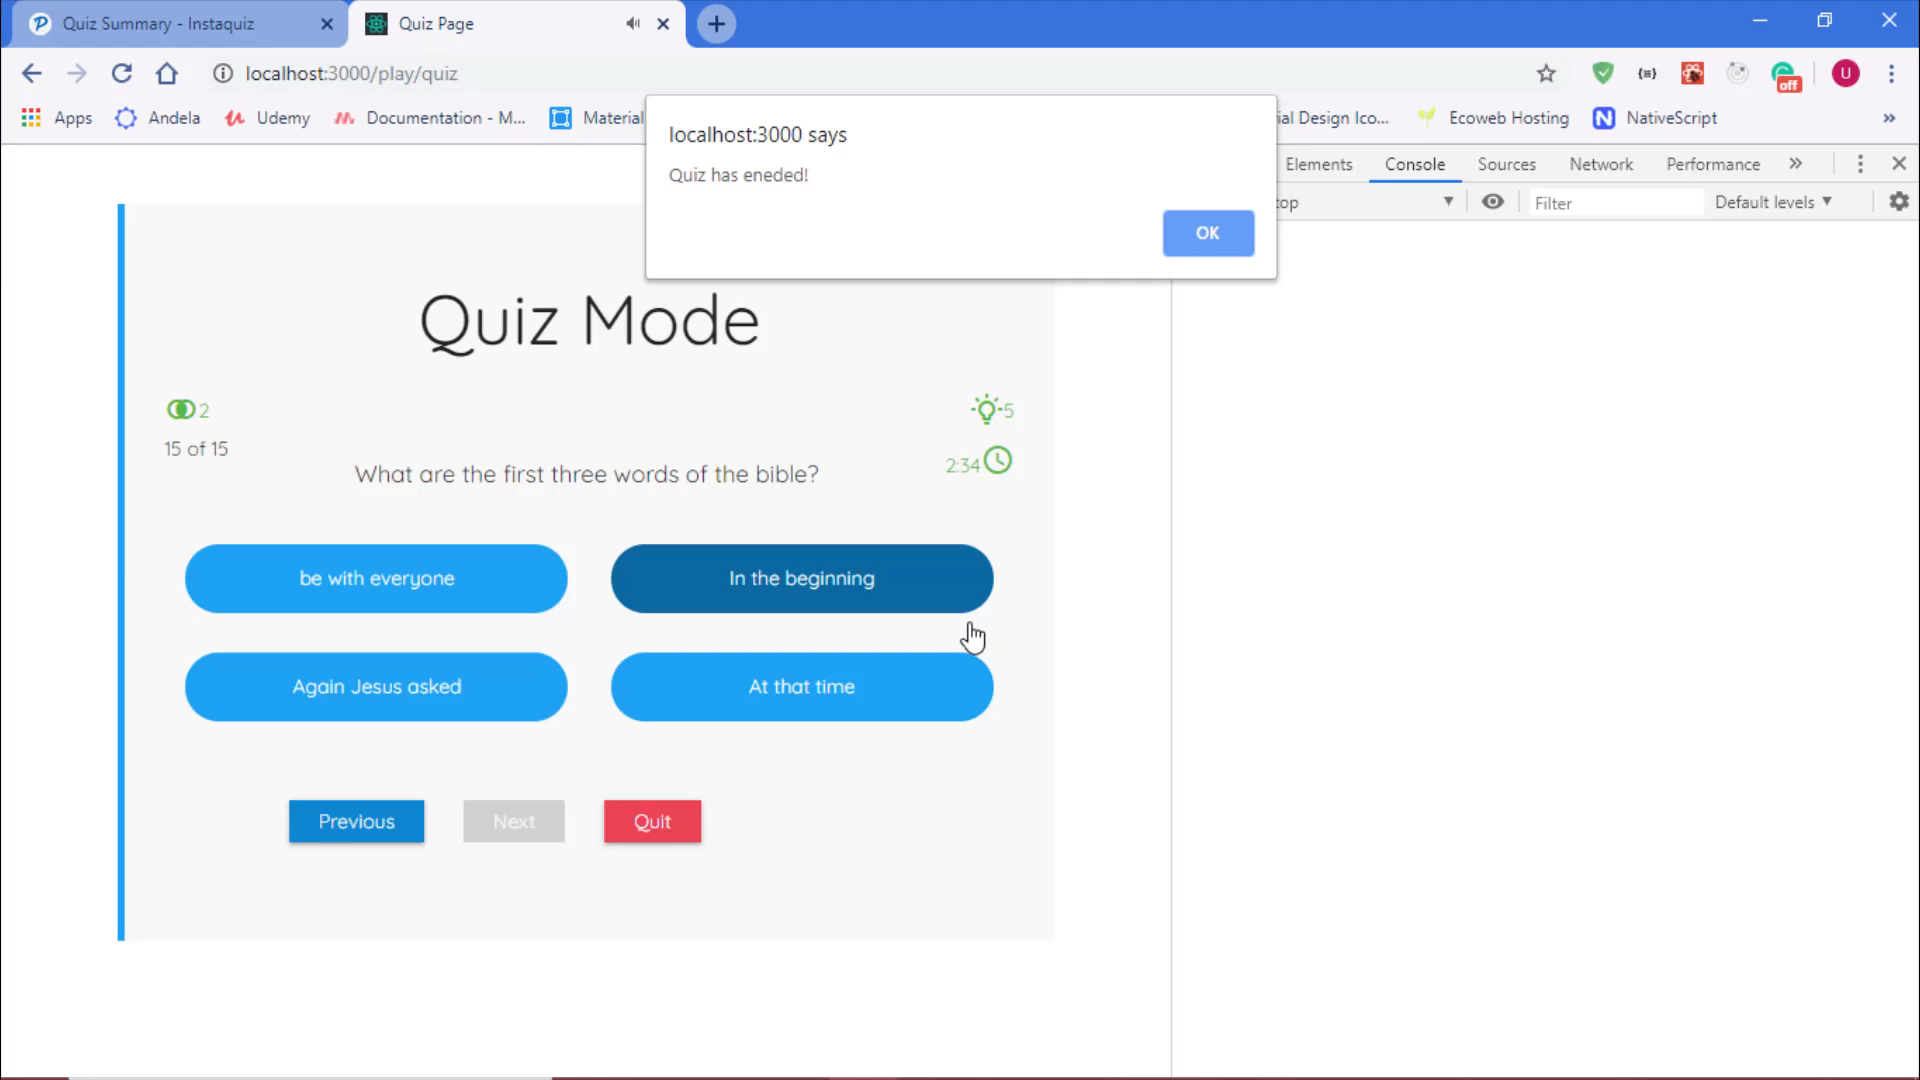 Quiz Summary - Instaquiz
Quiz Page
localhost:3000/play/quiz
off
U
Apps
Andela
Udemy
Documentation - M...
Material
ial Design Ico...
Ecoweb Hosting
NativeScript
localhost:3000 says
Quiz has eneded!
OK
Elements
Console
Sources
Network
Performance
op
Filter
Default levels
Quiz Mode
2
5
15 of 15
2:34
What are the first three words of the bible?
be with everyone
In the beginning
Again Jesus asked
At that time
Previous
Next
Quit